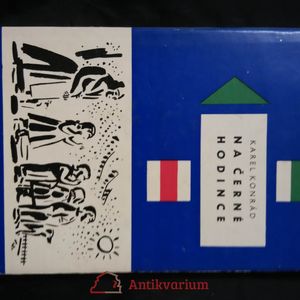 KAREL KONRÁD
NA ČERNÉ
HODINCE
Antikvarium